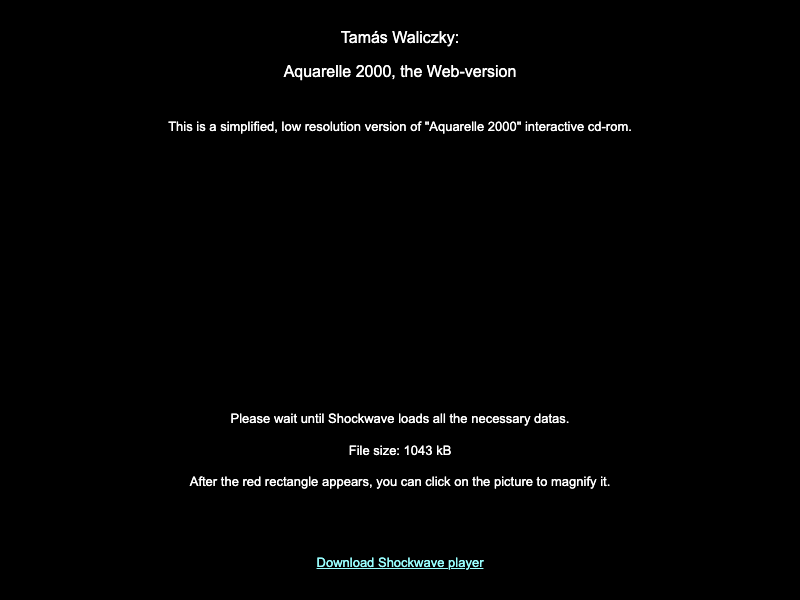 Tamás Waliczky:
Aquarelle 2000, the Web-version
This is a simplified, low resolution version of "Aquarelle 2000" interactive cd-rom.
Please wait until Shockwave loads all the necessary datas.
File size: 1043 kB
After the red rectangle appears, you can click on the picture to magnify it.
Download Shockwave player